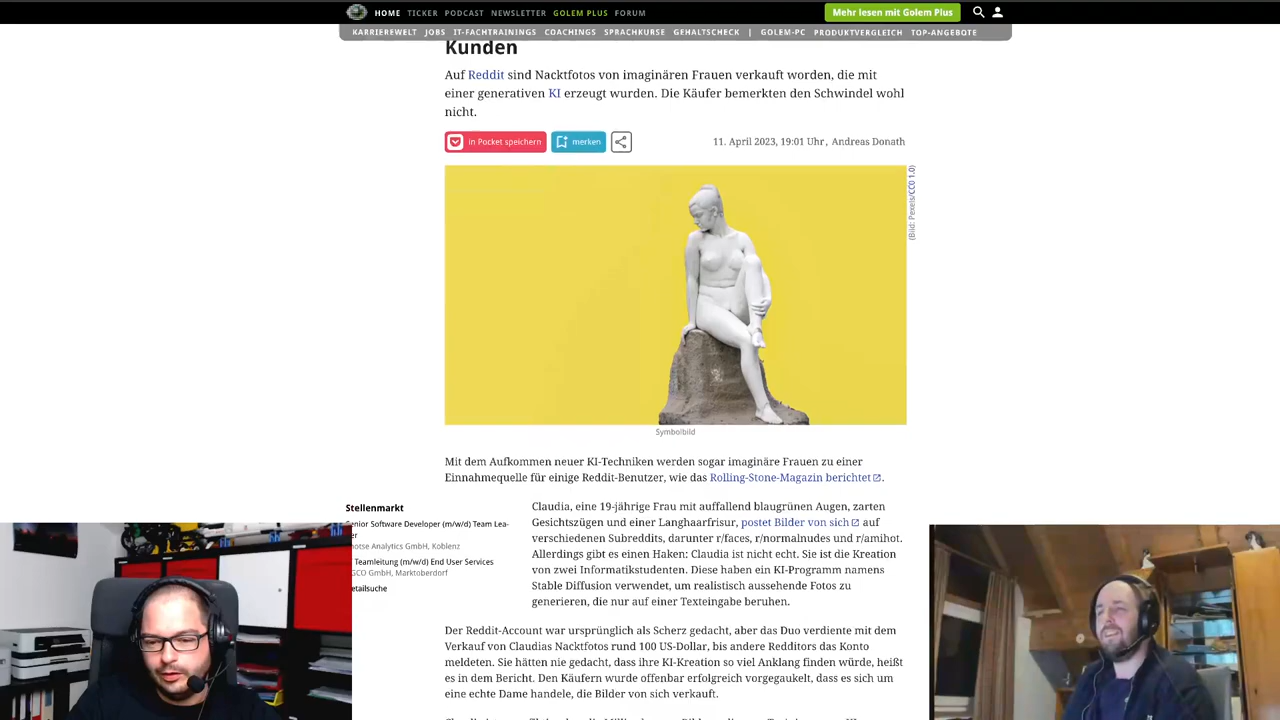 HOME TICKER PODCAST NEWSLETTER GOLEM PLUS FORUM
Mehr lesen mit Golem Plus
KARRIEREWELT JOBS IT-FACHTRAININGS COACHINGS SPRACHKURSE GEHALTSCHECK | GOLEM-PC PRODUKTVERGLEICH TOP-ANGEBOTE
Kunden
Auf Reddit sind Nacktfotos von imaginären Frauen verkauft worden, die mit
einer generativen KI erzeugt wurden. Die Käufer bemerkten den Schwindel wohl
nicht.
in Pocket speichern
merken
11. April 2023, 19:01 Uhr, Andreas Donath
(Bild: Pexels/CC0 1.0)
Symbolbild
Mit dem Aufkommen neuer KI-Techniken werden sogar imaginäre Frauen zu einer
Einnahmequelle für einige Reddit-Benutzer, wie das Rolling-Stone-Magazin berichtet.
Stellenmarkt
enior Software Developer (m/w/d) Team Lea-
er
notse Analytics GmbH, Koblenz
Teamleitung (m/w/d) End User Services
GCO GmbH, Marktoberdorf
etailsuche
Claudia, eine 19-jährige Frau mit auffallend blaugrünen Augen, zarten
Gesichtszügen und einer Langhaarfrisur, postet Bilder von sich auf
verschiedenen Subreddits, darunter r/faces, r/normalnudes und r/amihot.
Allerdings gibt es einen Haken: Claudia ist nicht echt. Sie ist die Kreation
von zwei Informatikstudenten. Diese haben ein KI-Programm namens
Stable Diffusion verwendet, um realistisch aussehende Fotos zu
generieren, die nur auf einer Texteingabe beruhen.
Der Reddit-Account war ursprünglich als Scherz gedacht, aber das Duo verdiente mit dem
Verkauf von Claudias Nacktfotos rund 100 US-Dollar, bis andere Redditors das Konto
meldeten. Sie hätten nie gedacht, dass ihre KI-Kreation so viel Anklang finden würde, heißt
es in dem Bericht. Den Käufern wurde offenbar erfolgreich vorgegaukelt, dass es sich um
eine echte Dame handele, die Bilder von sich verkauft.